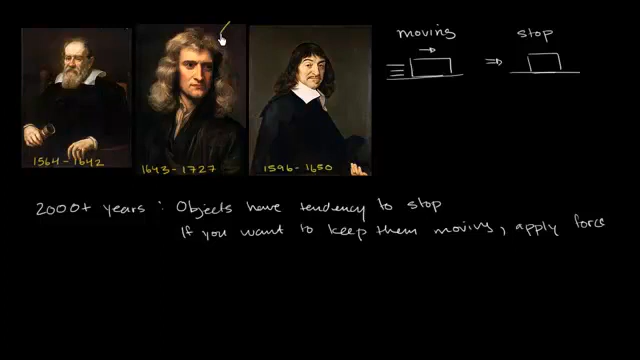 moving stop
1564-1642 1643-1727 1596-1650
2000+ years : Objects have tendency to stop
If you want to keep them moving, apply force